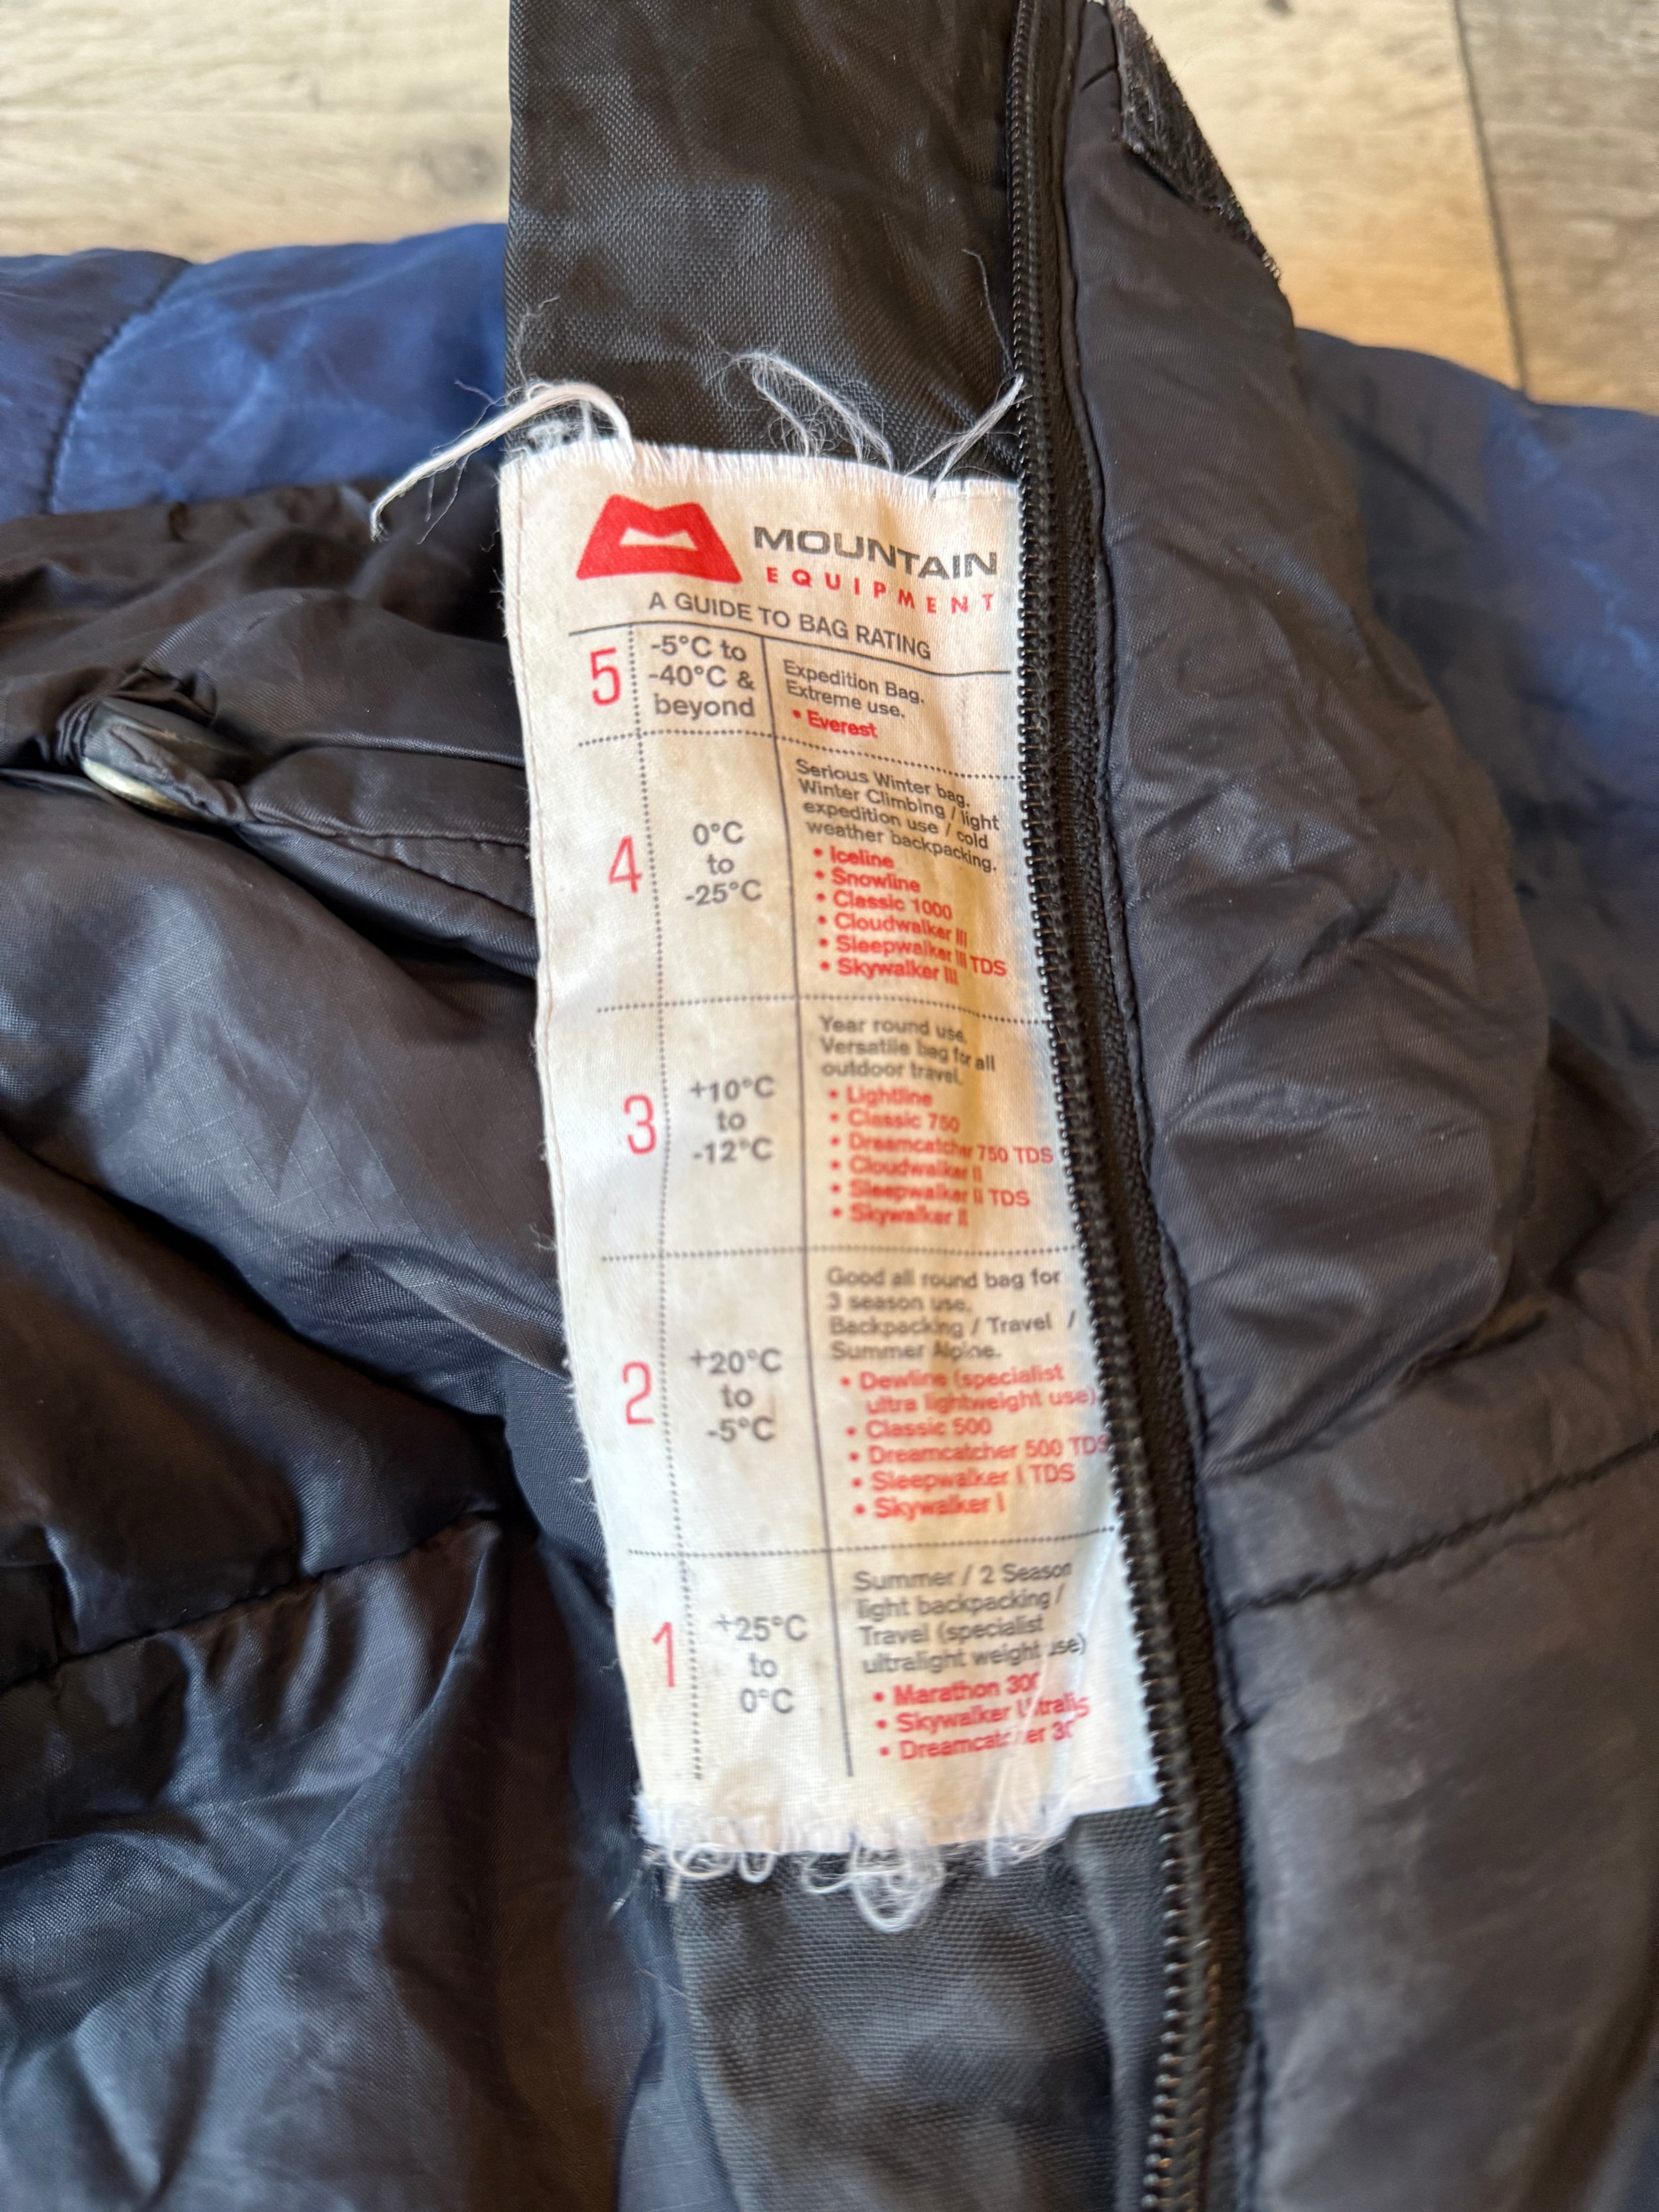 MOUNTAIN
EQUIPMENT
A GUIDE TO BAG RATING
5
-5°C to
-40°C &
beyond
Expedition Bag.
Extreme use.
• Everest
4
0°C
to
-25°C
Serious Winter bag.
Winter Climbing / light
expedition use / cold
weather backpacking.
• Iceline
• Snowline
• Classic 1000
• Cloudwalker III
• Sleepwalker III TDS
• Skywalker III
3
+10°C
to
-12°C
Year round use.
Versatile bag for all
outdoor travel.
• Lightline
• Classic 750
• Dreamcatcher 750 TDS
• Cloudwalker II
• Sleepwalker II TDS
• Skywalker II
2
+20°C
to
-5°C
Good all round bag for
3 season use.
Backpacking / Travel /
Summer Alpine.
• Dewline (specialist
ultra lightweight use)
• Classic 500
• Dreamcatcher 500 TDS
• Sleepwalker I TDS
• Skywalker I
1
+25°C
to
0°C
Summer / 2 Season
light backpacking /
Travel (specialist
ultralight weight use)
• Marathon 300
• Skywalker
• Dreamcatcher